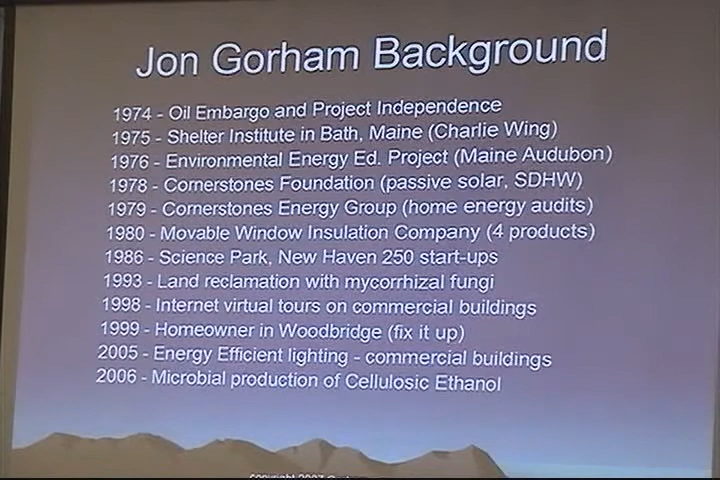 Jon Gorham Background
1974 - Oil Embargo and Project Independence
1975 - Shelter Institute in Bath, Maine (Charlie Wing)
1976 - Environmental Energy Ed. Project (Maine Audubon)
1978 - Cornerstones Foundation (passive solar, SDHW)
1979 - Cornerstones Energy Group (home energy audits)
1980 - Movable Window Insulation Company (4 products)
1986 - Science Park, New Haven 250 start-ups
1993 - Land reclamation with mycorrhizal fungi
1998 - Internet virtual tours on commercial buildings
1999 - Homeowner in Woodbridge (fix it up)
2005 - Energy Efficient lighting - commercial buildings
2006 - Microbial production of Cellulosic Ethanol
copyright 2007